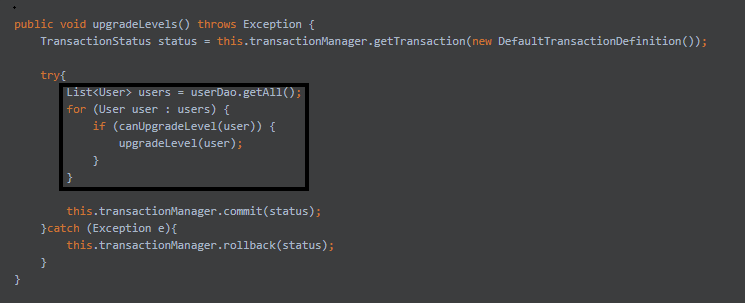 public void upgradeLevels() throws Exception {
    TransactionStatus status = this.transactionManager.getTransaction(new DefaultTransactionDefinition());

    try{
        List<User> users = userDao.getAll();
        for (User user : users) {
            if (canUpgradeLevel(user)) {
                upgradeLevel(user);
            }
        }

        this.transactionManager.commit(status);
    }catch (Exception e){
        this.transactionManager.rollback(status);
    }
}